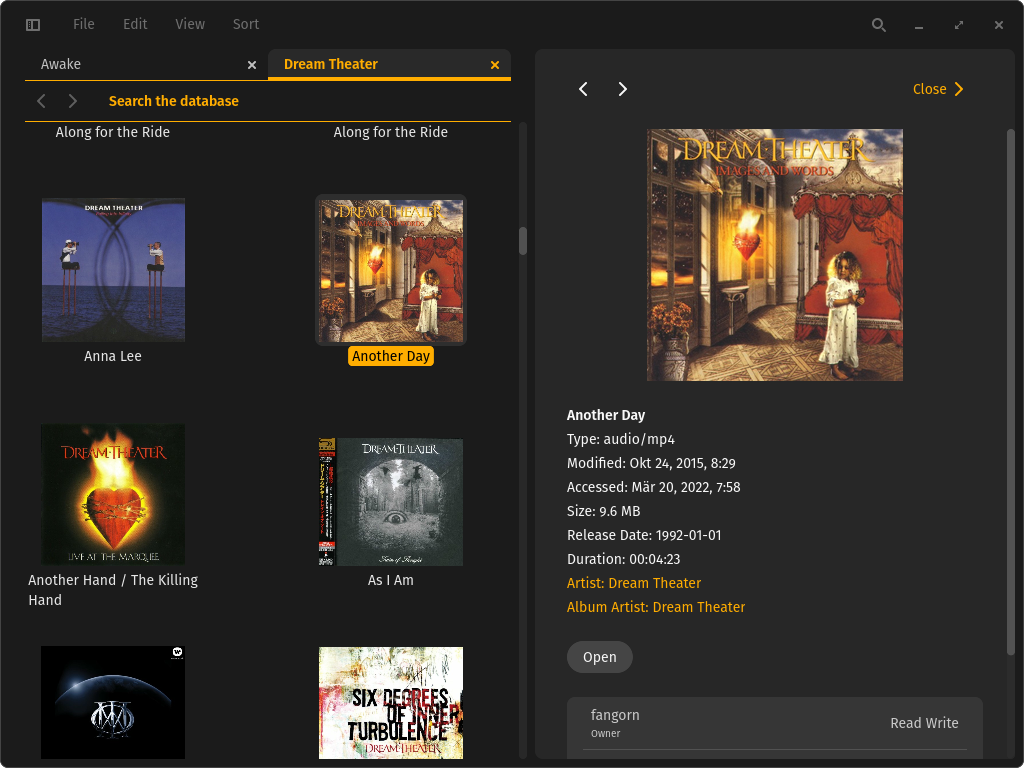 File Edit View Sort
Awake
Dream Theater
Search the database
Along for the Ride
Along for the Ride
DREAM THEATER
Anna Lee
DREAM THEATER
IMAGES AND WORDS
Another Day
DREAM THEATER
LIVE AT THE MARQUEE
Another Hand / The Killing
Hand
DREAM THEATER
Train of Thought
As I Am
SIX DEGREES
OF INNER
TURBULENCE
DREAM THEATER
Close
DREAM THEATER
IMAGES AND WORDS
Another Day
Type: audio/mp4
Modified: Okt 24, 2015, 8:29
Accessed: Mär 20, 2022, 7:58
Size: 9.6 MB
Release Date: 1992-01-01
Duration: 00:04:23
Artist: Dream Theater
Album Artist: Dream Theater
Open
fangorn
Owner
Read Write